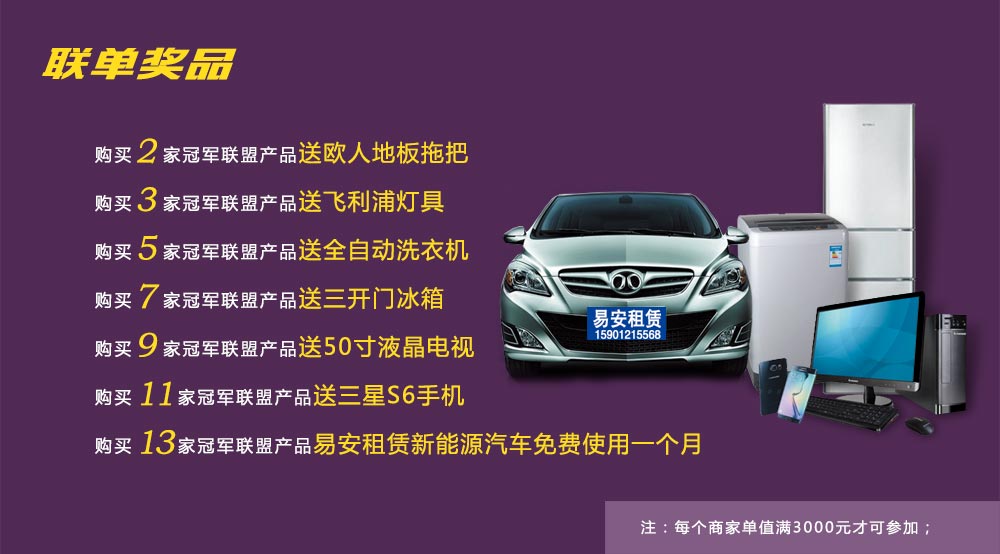 联单奖品
购买2家冠军联盟产品送欧人地板拖把
购买3家冠军联盟产品送飞利浦灯具
购买5家冠军联盟产品送全自动洗衣机
购买7家冠军联盟产品送三开门冰箱
购买9家冠军联盟产品送50寸液晶电视
购买11家冠军联盟产品送三星S6手机
购买13家冠军联盟产品易安租赁新能源汽车免费使用一个月
易安租赁
15901215568
注：每个商家单值满3000元才可参加；